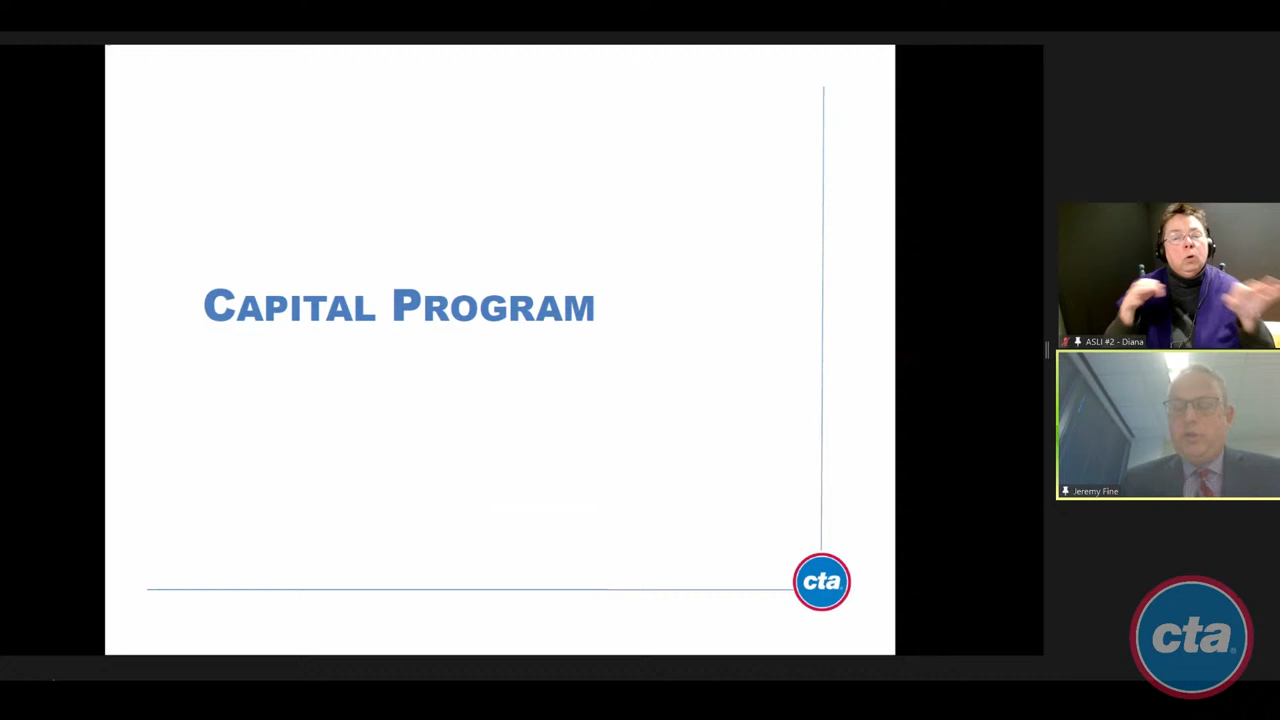 CAPITAL PROGRAM
cta
ASLI #2 - Diana
Jeremy Fine
cta